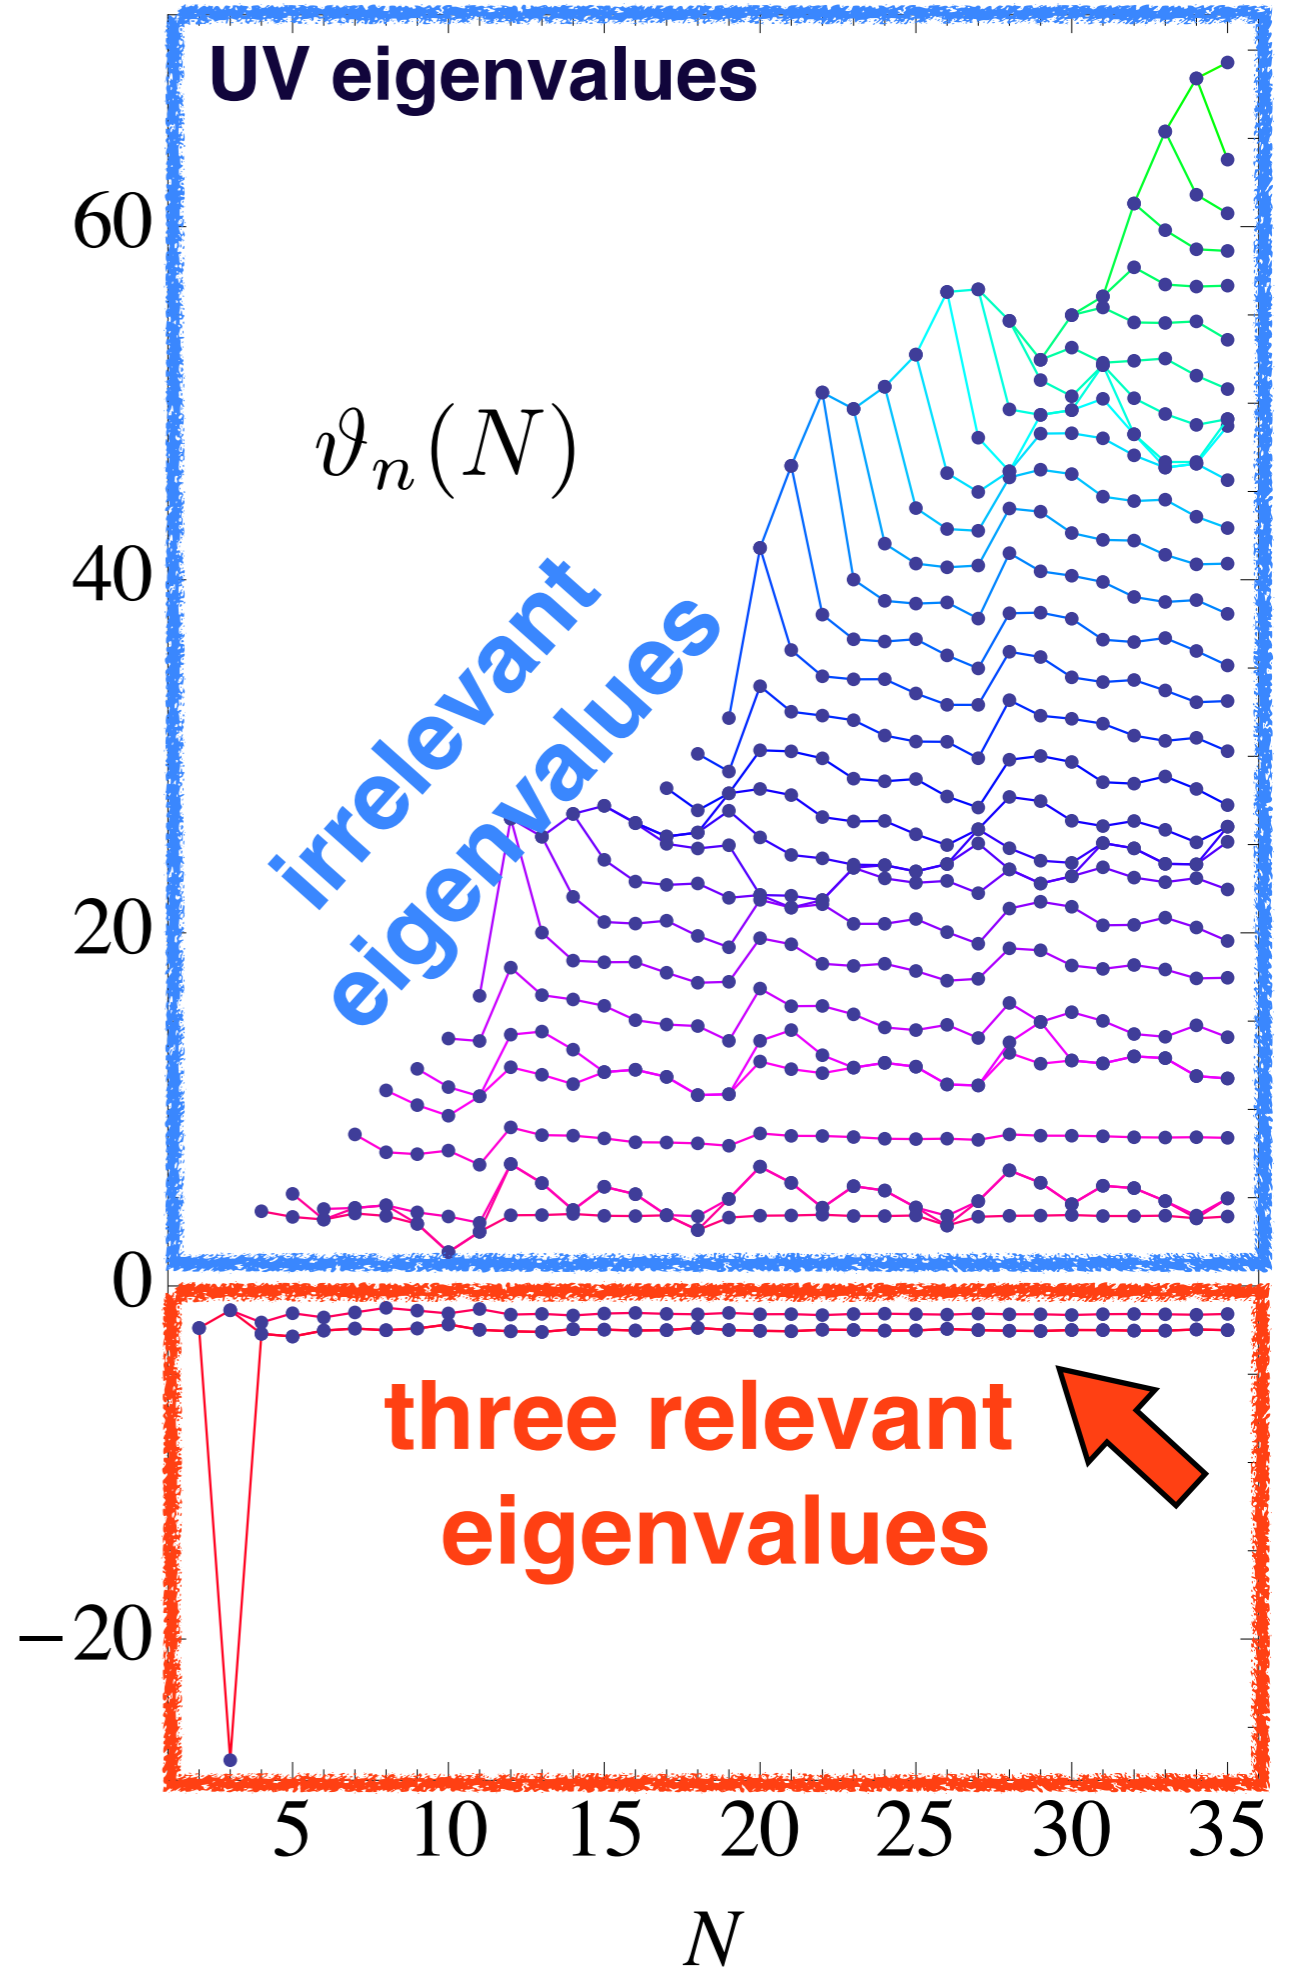 UV eigenvalues
60
ϑn(N)
40
irrelevant
eigenvalues
20
0
three relevant
eigenvalues
−20
5 10 15 20 25 30 35
N